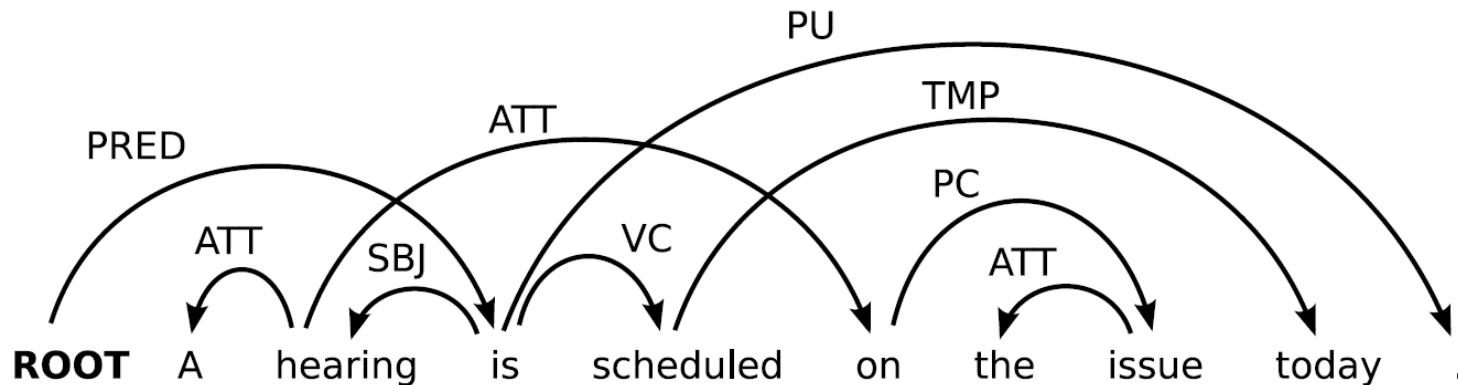 PU
TMP
ATT
PRED
PC
ATT
VC
SBJ
ATT
ROOT A hearing is scheduled on the issue today .